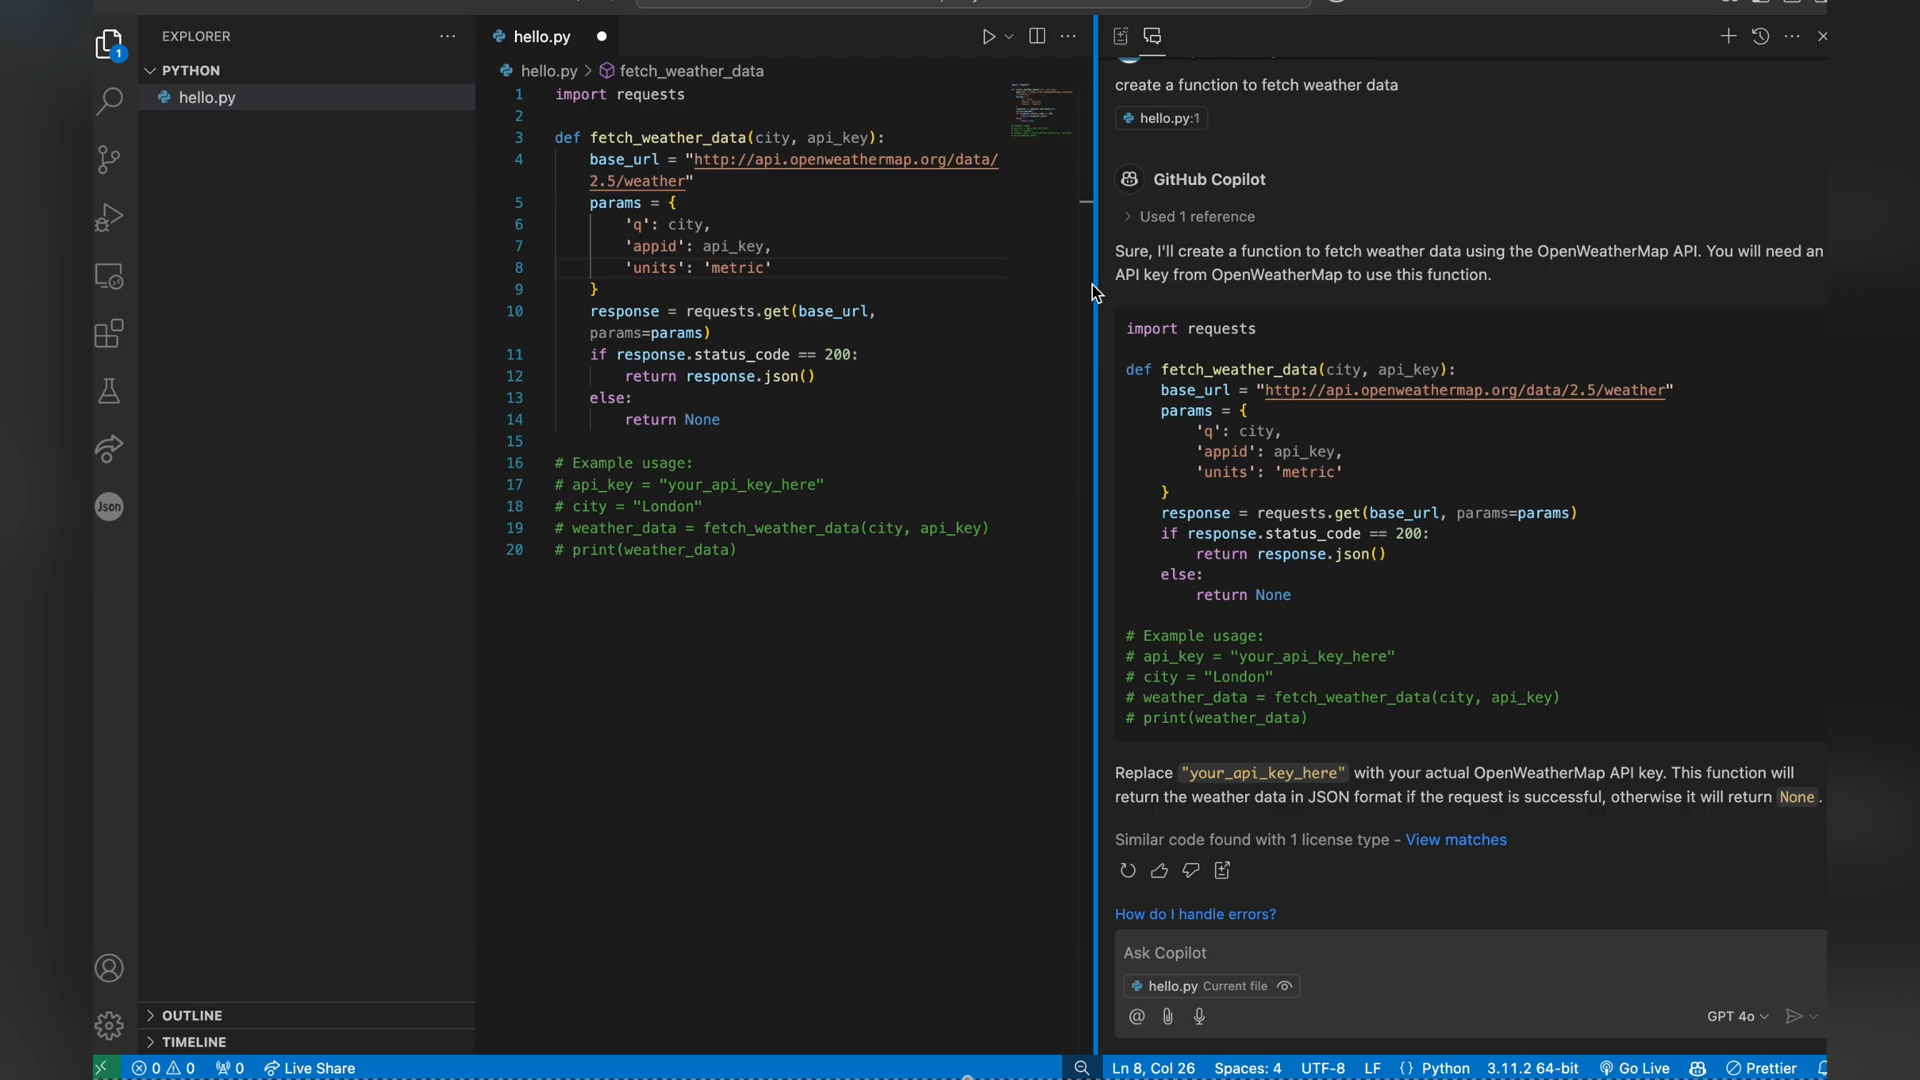 EXPLORER
PYTHON
hello.py
1
OUTLINE
TIMELINE
Json
hello.py
hello.py > fetch_weather_data
1 import requests
2
3 def fetch_weather_data(city, api_key):
4 base_url = "http://api.openweathermap.org/data/
2.5/weather"
5 params = {
6 'q': city,
7 'appid': api_key,
8 'units': 'metric'
9 }
10 response = requests.get(base_url,
params=params)
11 if response.status_code == 200:
12 return response.json()
13 else:
14 return None
15
16 # Example usage:
17 # api_key = "your_api_key_here"
18 # city = "London"
19 # weather_data = fetch_weather_data(city, api_key)
20 # print(weather_data)
create a function to fetch weather data
hello.py:1
GitHub Copilot
> Used 1 reference
Sure, I'll create a function to fetch weather data using the OpenWeatherMap API. You will need an
API key from OpenWeatherMap to use this function.
import requests
def fetch_weather_data(city, api_key):
base_url = "http://api.openweathermap.org/data/2.5/weather"
params = {
'q': city,
'appid': api_key,
'units': 'metric'
}
response = requests.get(base_url, params=params)
if response.status_code == 200:
return response.json()
else:
return None
# Example usage:
# api_key = "your_api_key_here"
# city = "London"
# weather_data = fetch_weather_data(city, api_key)
# print(weather_data)
Replace "your_api_key_here" with your actual OpenWeatherMap API key. This function will
return the weather data in JSON format if the request is successful, otherwise it will return None.
Similar code found with 1 license type - View matches
How do I handle errors?
Ask Copilot
hello.py Current file
GPT 4o
0 0 0 Live Share
Ln 8, Col 26 Spaces: 4 UTF-8 LF {} Python 3.11.2 64-bit Go Live Prettier